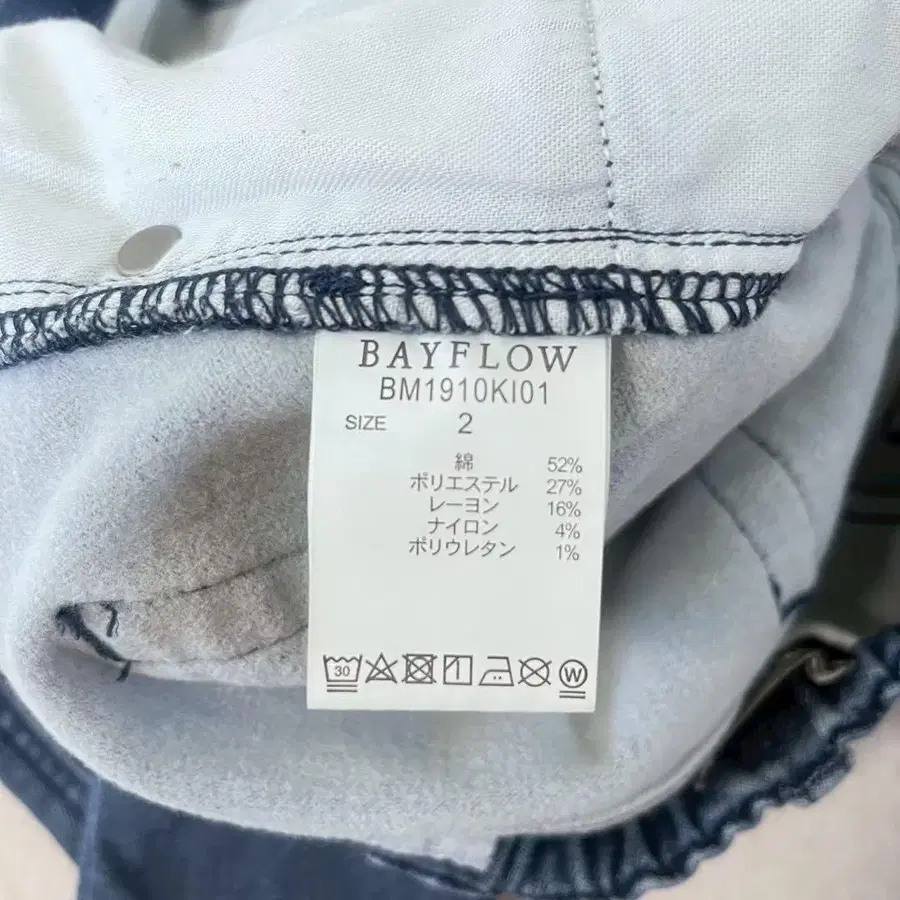 BAYFLOW
BM1910KI01
SIZE 2
綿 52%
ポリエステル 27%
レーヨン 16%
ナイロン 4%
ポリウレタン 1%
30 W